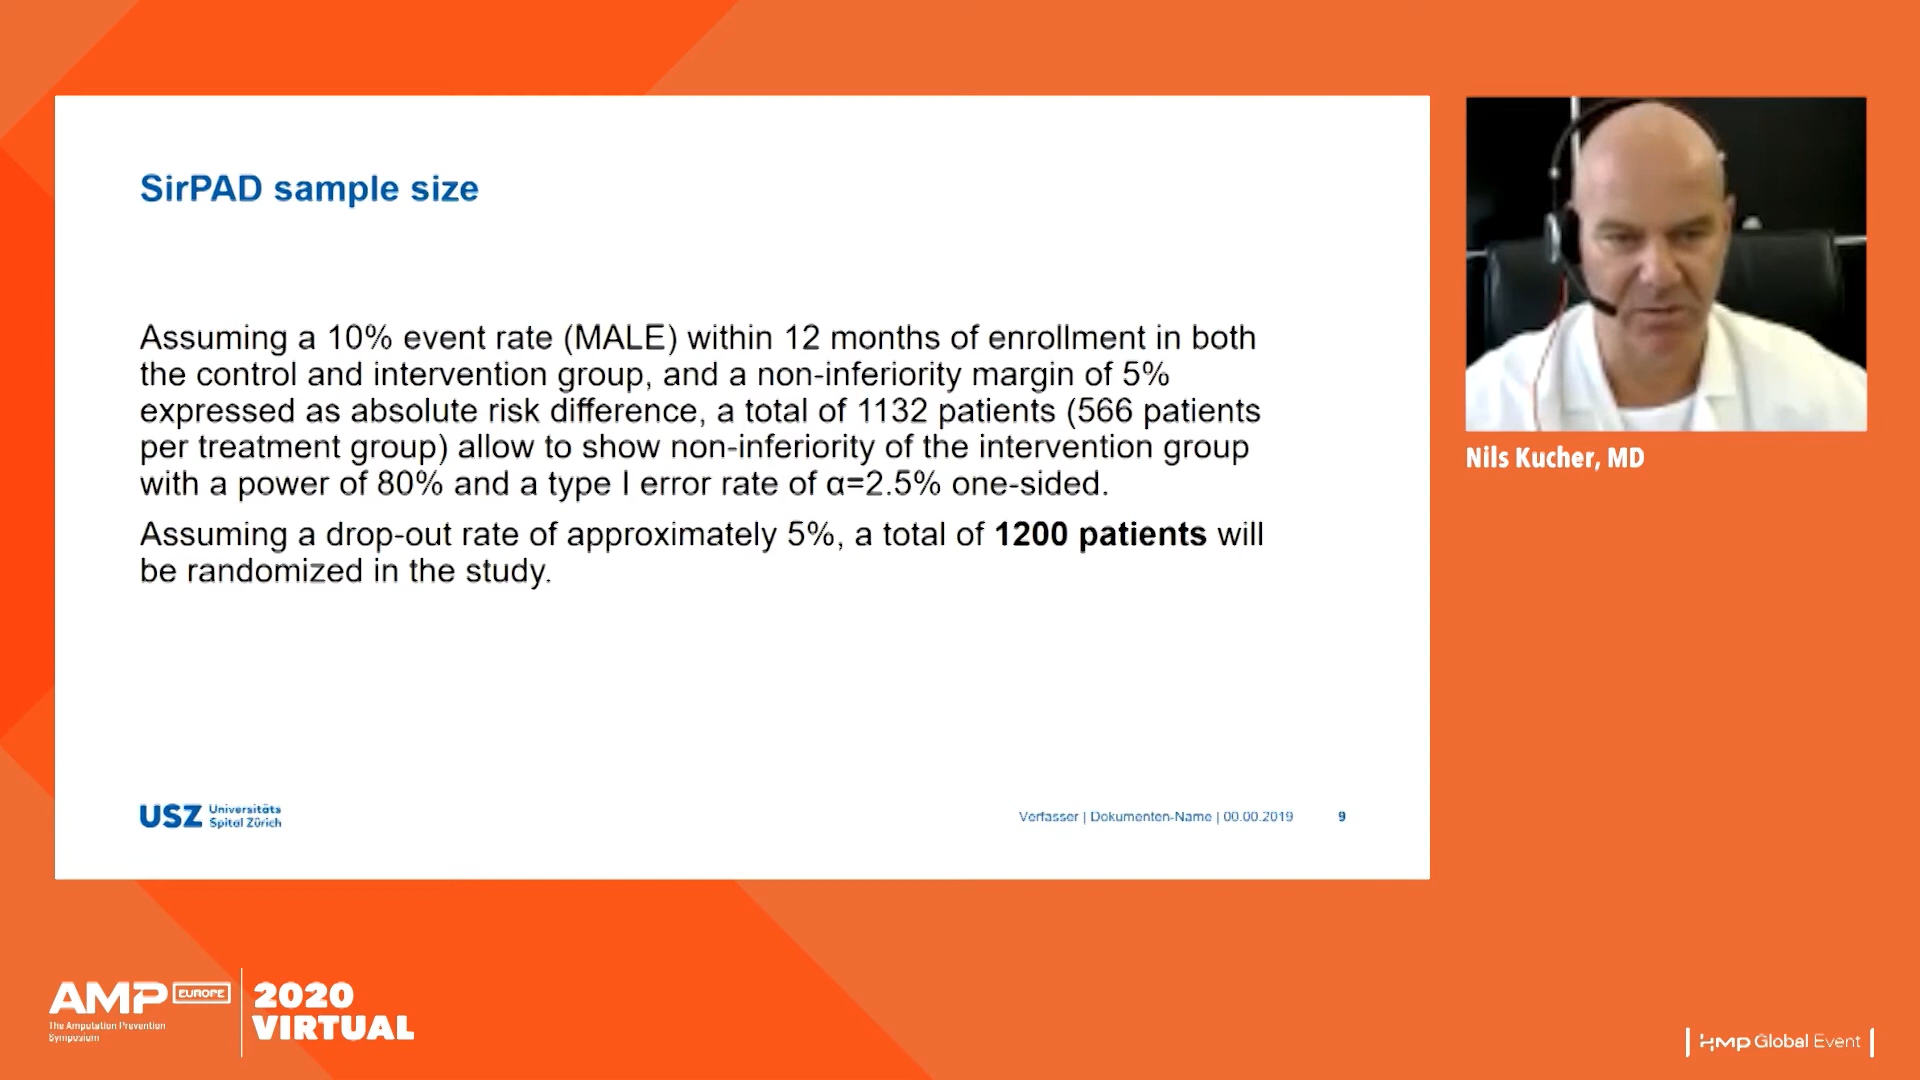 SirPAD sample size
Assuming a 10% event rate (MALE) within 12 months of enrollment in both
the control and intervention group, and a non-inferiority margin of 5%
expressed as absolute risk difference, a total of 1132 patients (566 patients
per treatment group) allow to show non-inferiority of the intervention group
with a power of 80% and a type I error rate of α=2.5% one-sided.
Assuming a drop-out rate of approximately 5%, a total of 1200 patients will
be randomized in the study.
USZ Universitäts
Spital Zürich
Verfasser | Dokumenten-Name | 00.00.2019 9
Nils Kucher, MD
AMP EUROPE
The Amputation Prevention
Symposium
2020
VIRTUAL
HMP Global Event